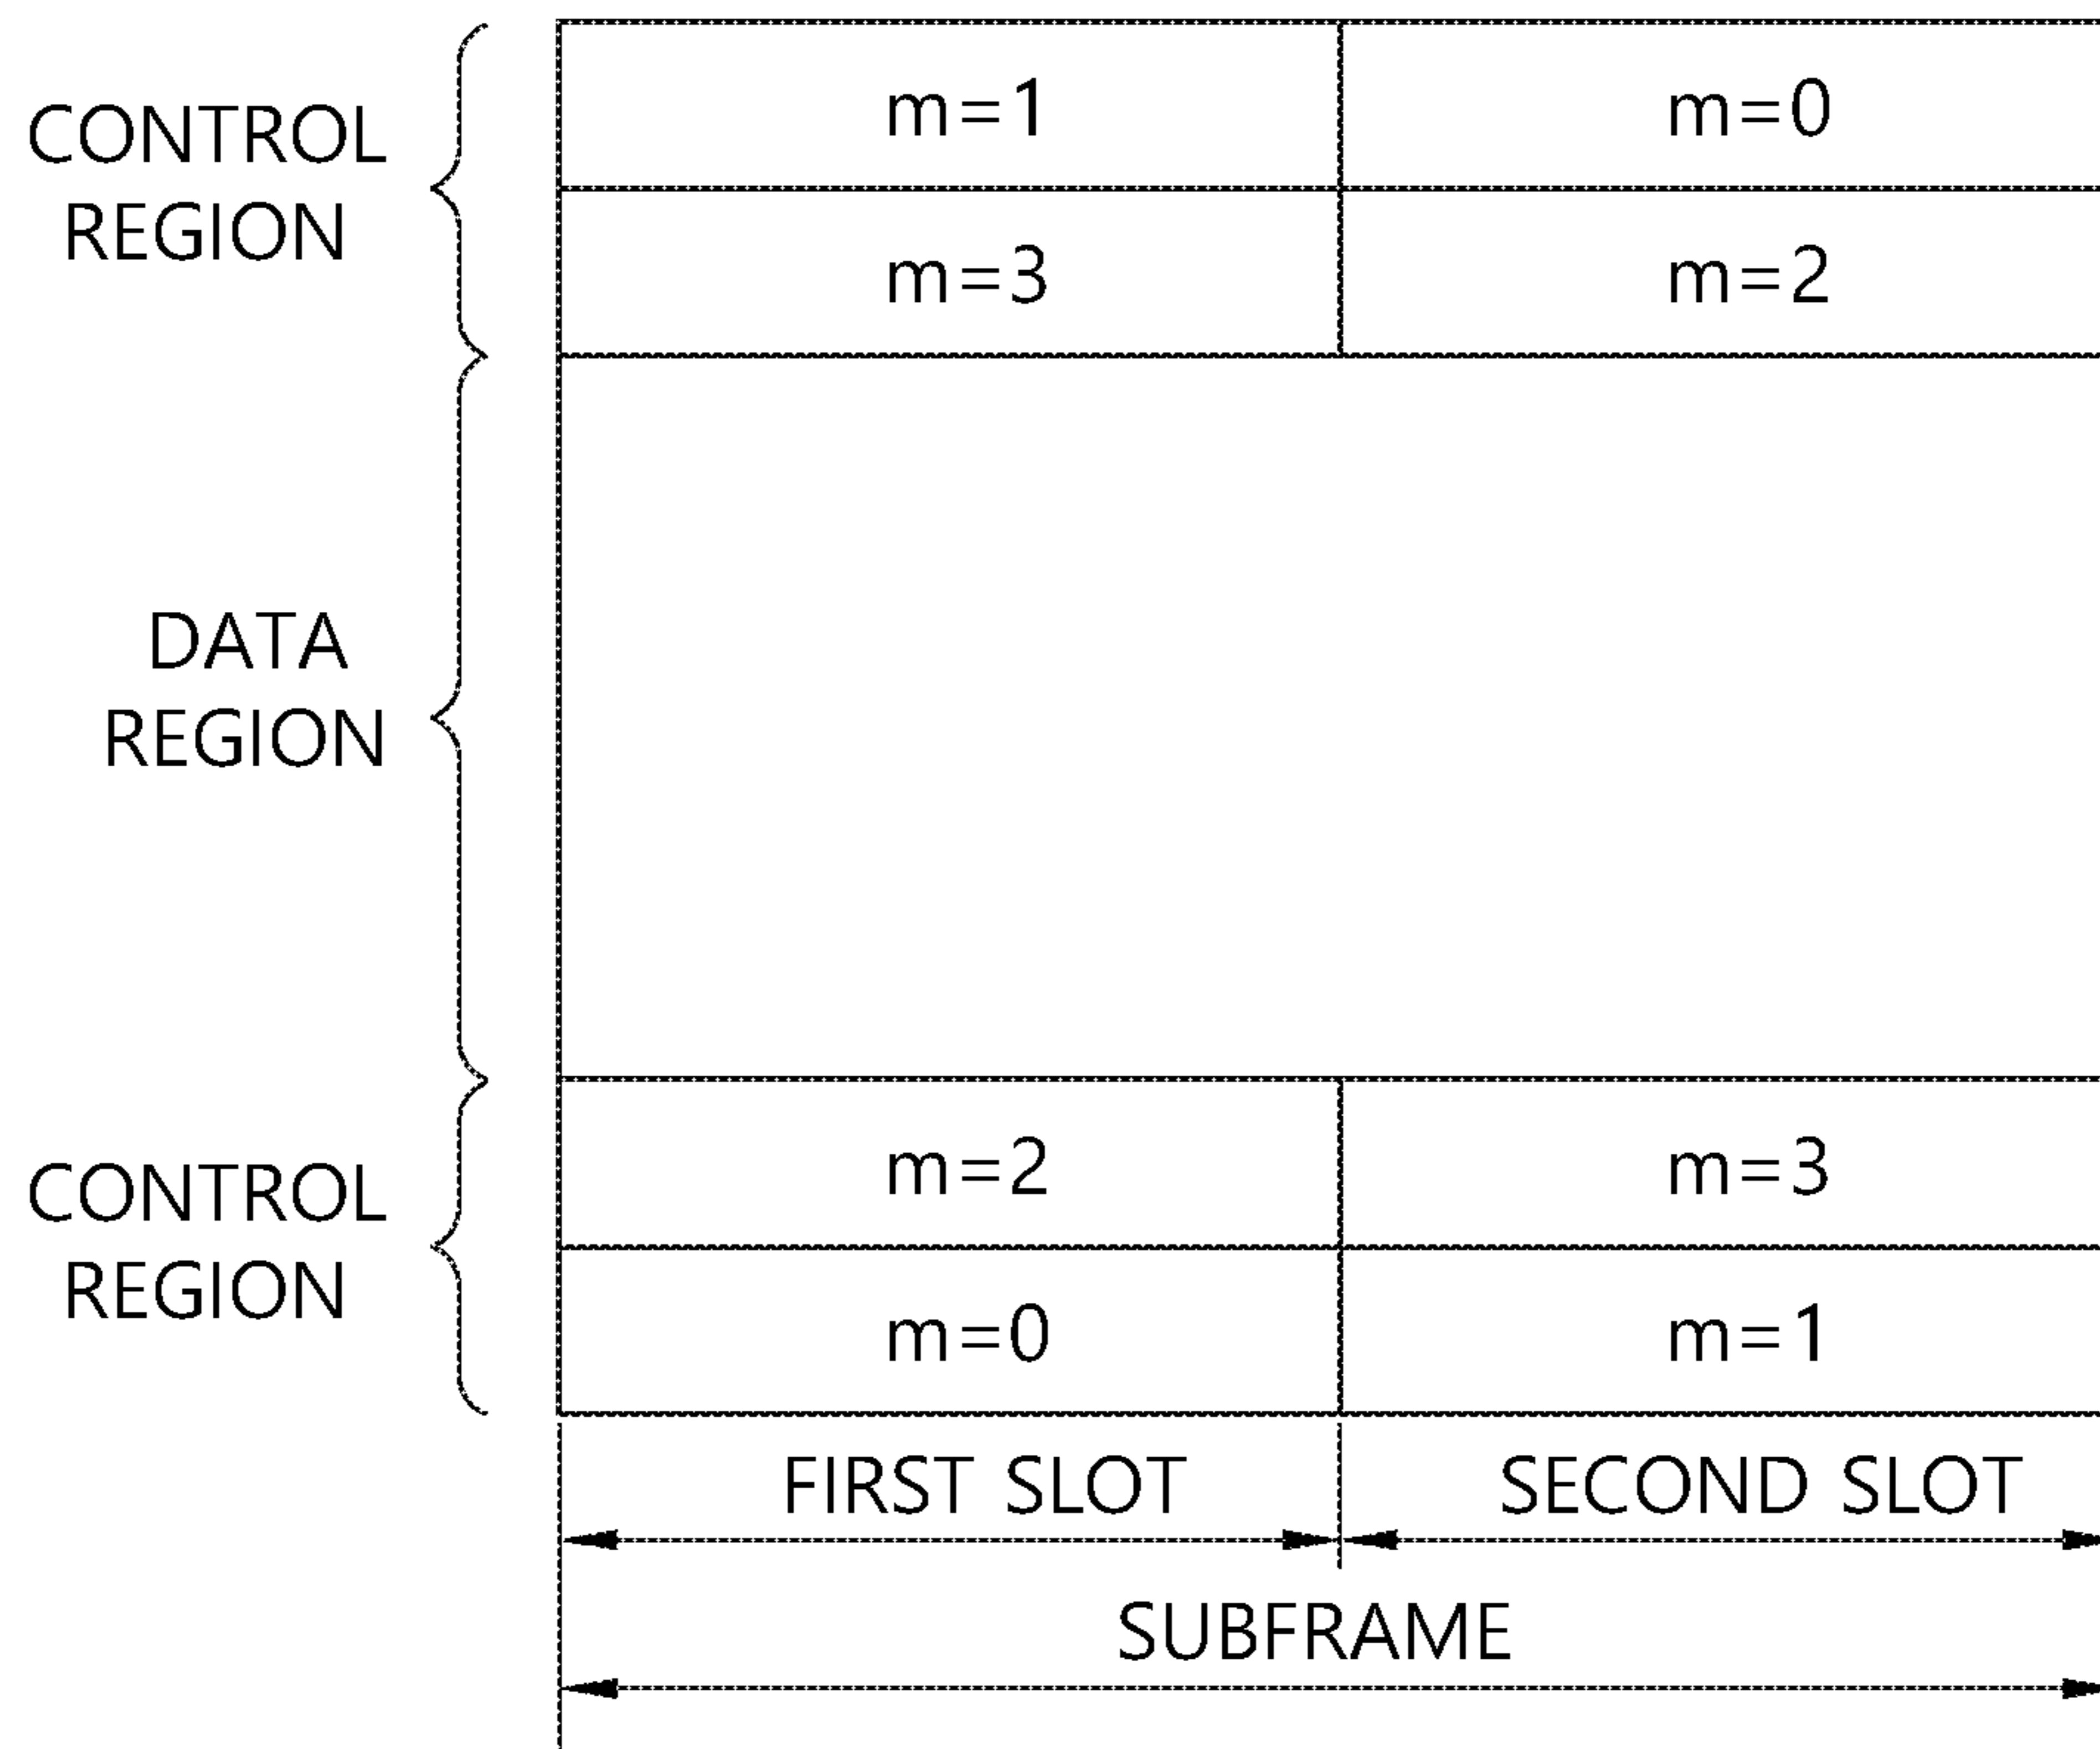 CONTROL
REGION
m=1
m=0
m=3
m=2
DATA
REGION
CONTROL
REGION
m=2
m=3
m=0
m=1
FIRST SLOT
SECOND SLOT
SUBFRAME